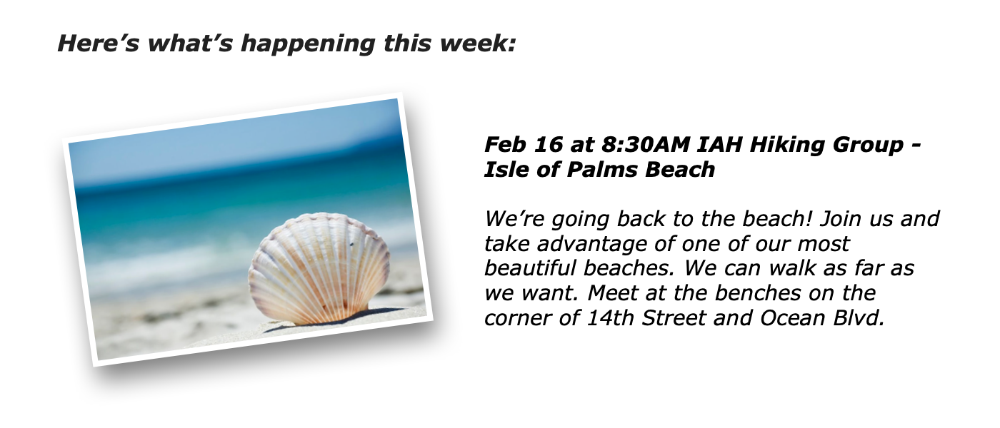 Here’s what’s happening this week:
Feb 16 at 8:30AM IAH Hiking Group -
Isle of Palms Beach
We’re going back to the beach! Join us and
take advantage of one of our most
beautiful beaches. We can walk as far as
we want. Meet at the benches on the
corner of 14th Street and Ocean Blvd.